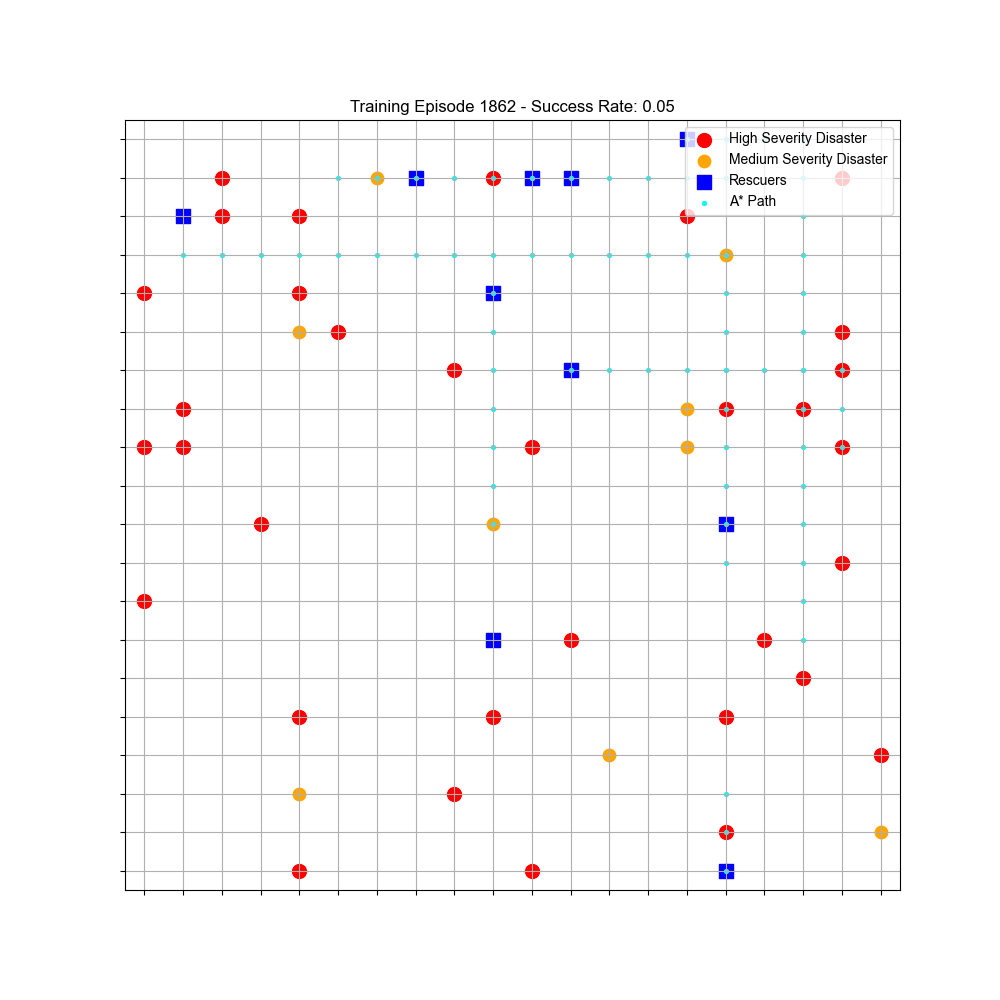 Training Episode 1862 - Success Rate: 0.05
High Severity Disaster
Medium Severity Disaster
Rescuers
A* Path